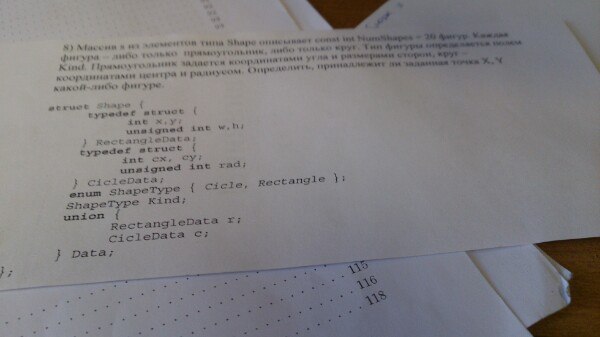 8) Массив s из элементов типа Shape описывает const int NumShapes = 20 фигур. Каждая
фигура – либо только прямоугольник, либо только круг. Тип фигуры определяется полем
Kind. Прямоугольник задается координатами угла и размерами сторон, круг –
координатами центра и радиусом. Определить, принадлежит ли заданная точка X, Y
какой-либо фигуре.
struct Shape {
typedef struct {
int x,y;
unsigned int w,h;
} RectangleData;
typedef struct {
int cx, cy;
unsigned int rad;
} CicleData;
enum ShapeType { Cicle, Rectangle };
ShapeType Kind;
union {
RectangleData r;
CicleData c;
} Data;
};
115
116
118